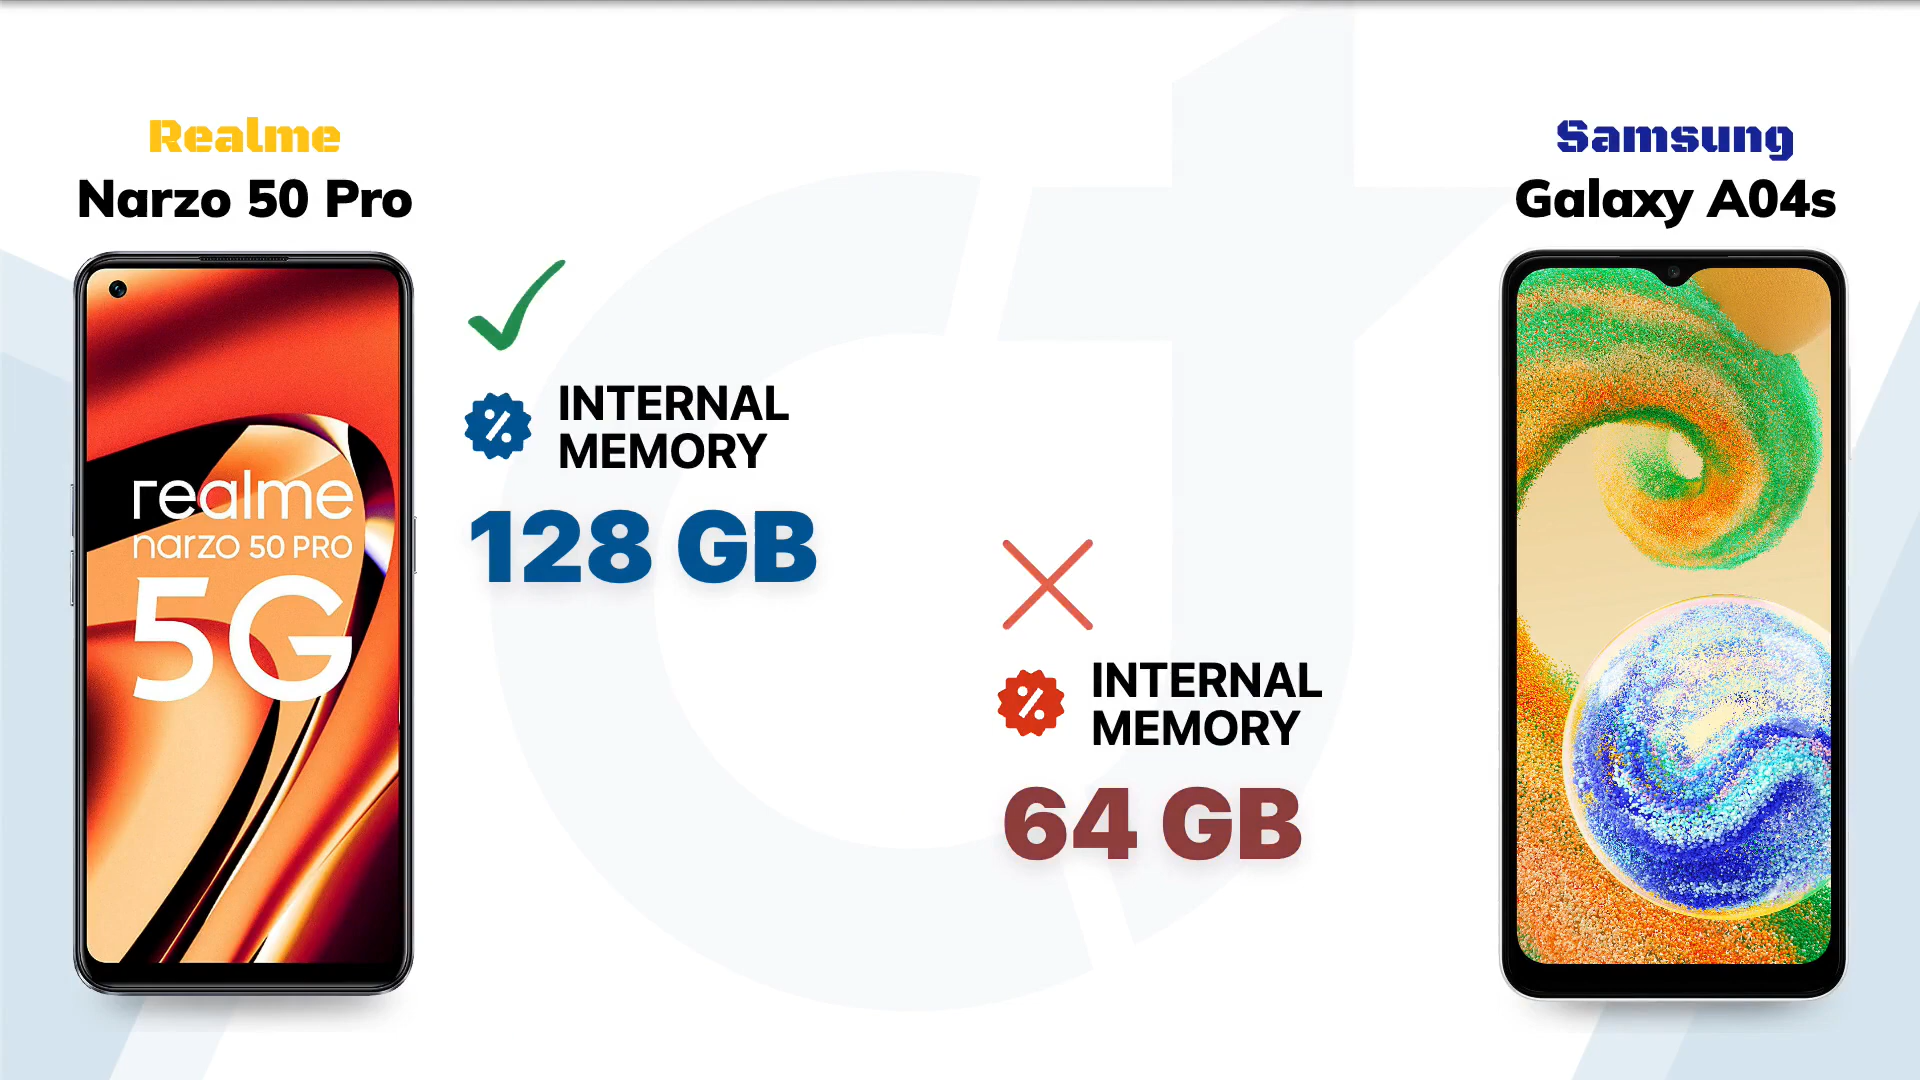 Realme
Narzo 50 Pro
realme
narzo 50 PRO
5G
INTERNAL
MEMORY
128 GB
INTERNAL
MEMORY
64 GB
Samsung
Galaxy A04s